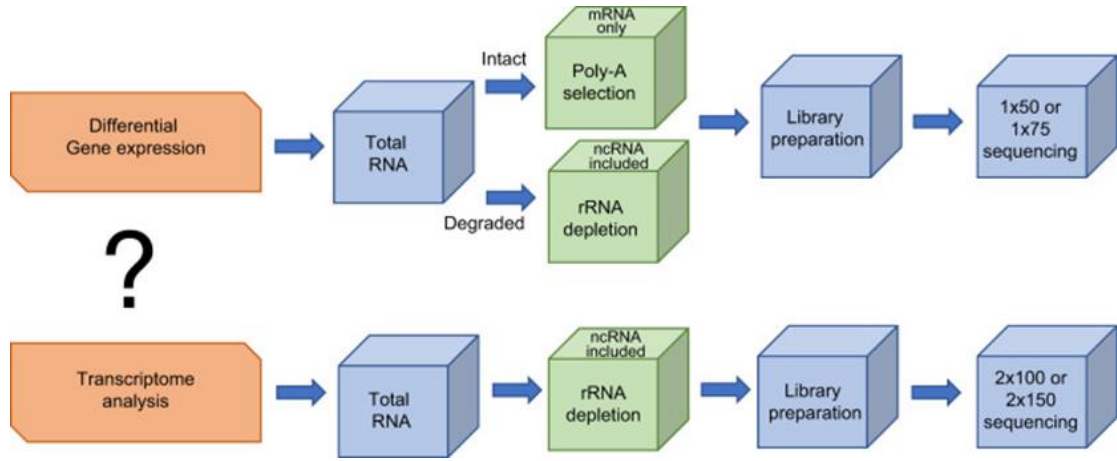 Differential
Gene expression
Total
RNA
Intact
Degraded
mRNA
only
Poly-A
selection
ncRNA
included
rRNA
depletion
Library
preparation
1x50 or
1x75
sequencing
?
Transcriptome
analysis
Total
RNA
ncRNA
included
rRNA
depletion
Library
preparation
2x100 or
2x150
sequencing